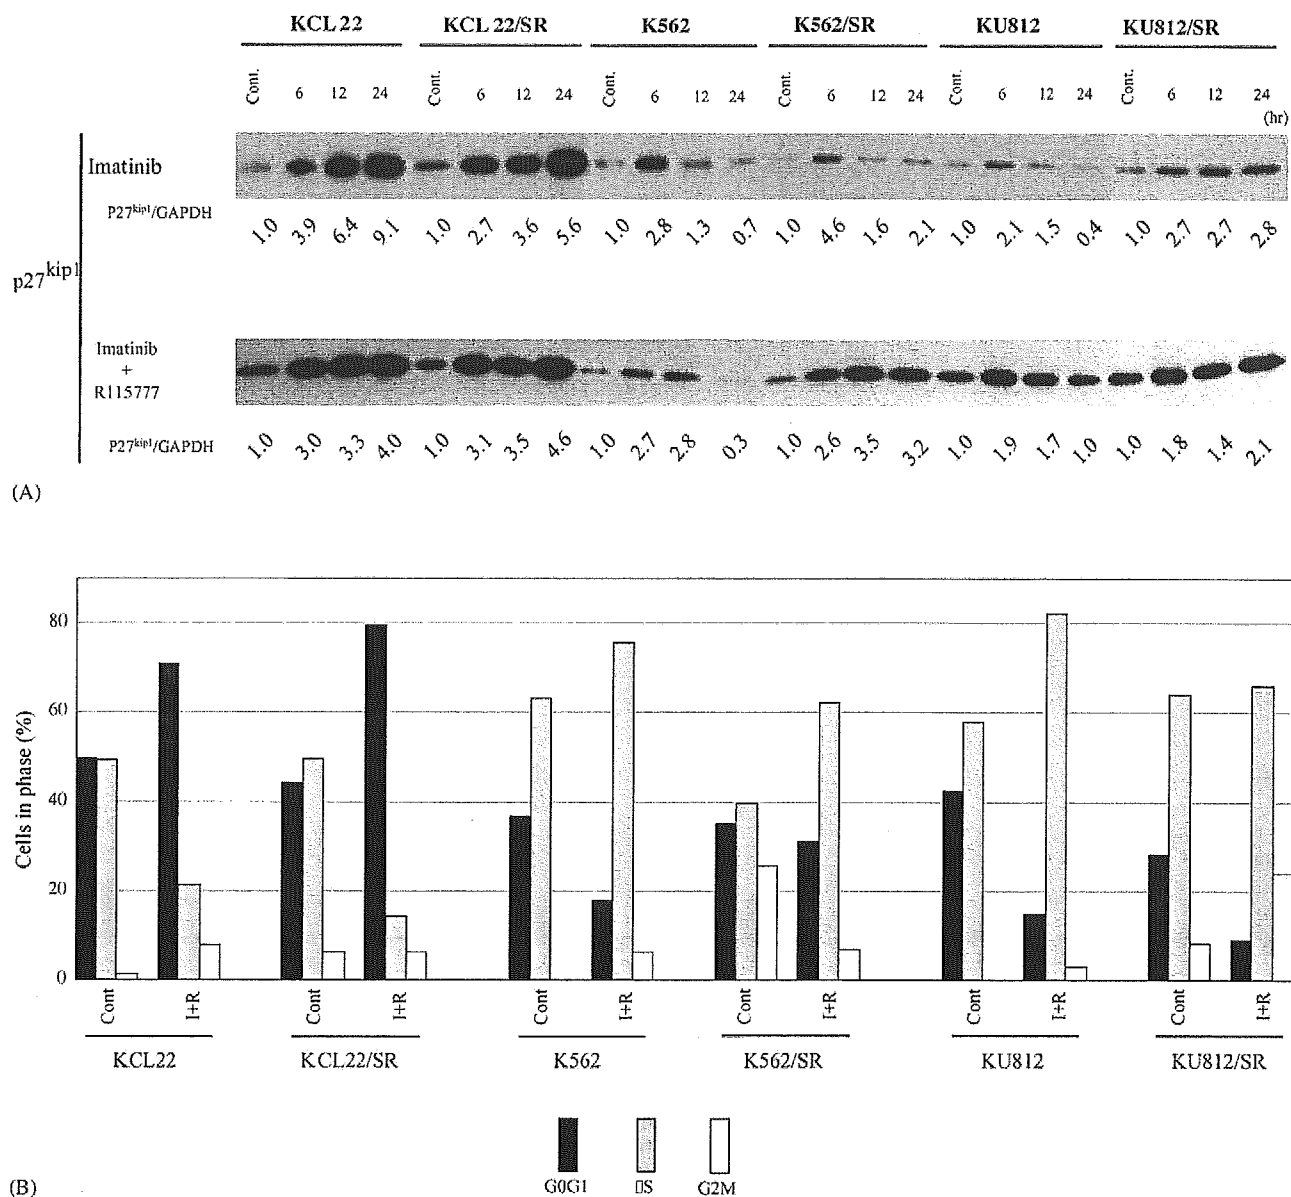 KCL 22 KCL 22/SR K562 K562/SR KU812 KU812/SR
Cont. 6 12 24 Cont. 6 12 24 Cont. 6 12 24 Cont. 6 12 24 Cont. 6 12 24 Cont. 6 12 24
(hr)
Imatinib
P27kip1/GAPDH
1.0 3.9 6.4 9.1 1.0 2.7 3.6 5.6 1.0 2.8 1.3 0.7 1.0 4.6 1.6 2.1 1.0 2.1 1.5 0.4 1.0 2.7 2.7 2.8
p27kip1
Imatinib
+
R115777
P27kip1/GAPDH
1.0 3.0 3.3 4.0 1.0 3.1 3.5 4.6 1.0 2.7 2.8 0.3 1.0 2.6 3.5 3.2 1.0 1.9 1.7 1.0 1.0 1.8 1.4 2.1
(A)
Cells in phase (%)
80
60
40
20
0
Cont I+R Cont I+R Cont I+R Cont I+R Cont I+R Cont I+R
KCL22 KCL22/SR K562 K562/SR KU812 KU812/SR
G0G1 S G2M
(B)